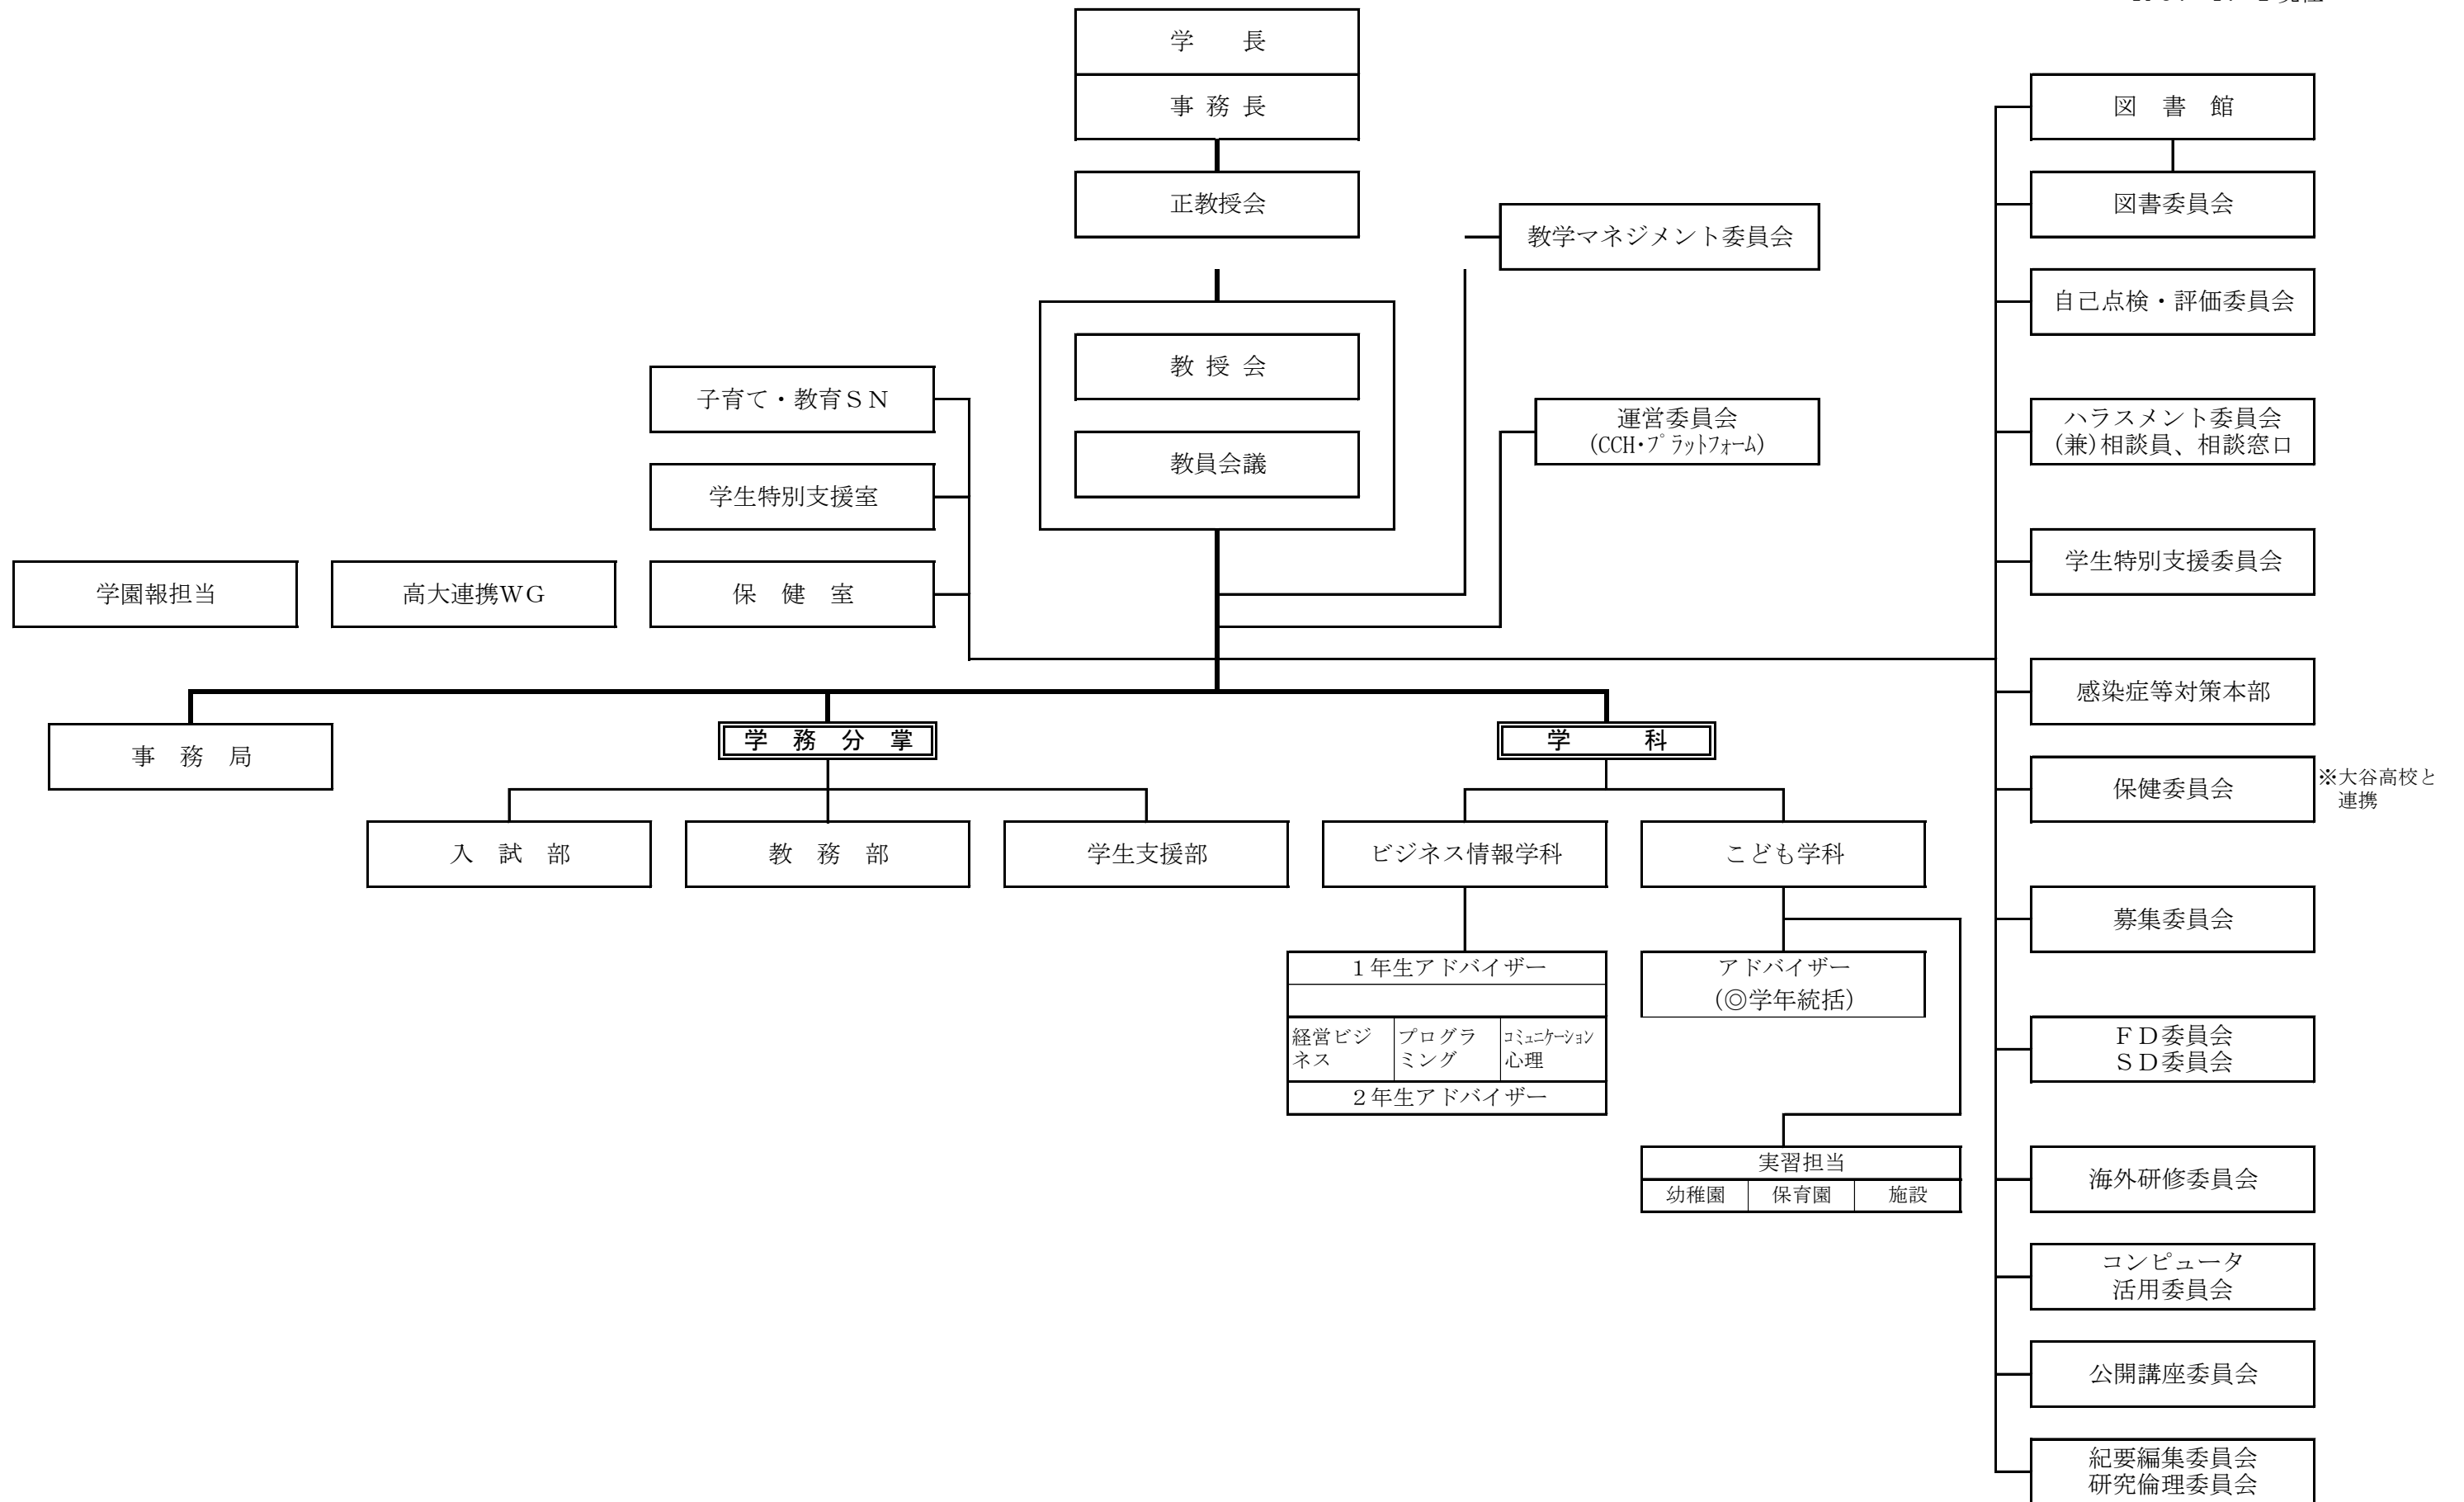 学　　長
事 務 長
正教授会
教学マネジメント委員会
教 授 会
教員会議
運営委員会
(CCH・プラットフォーム)
子育て・教育ＳＮ
学生特別支援室
学園報担当
高大連携WＧ
保　健　室
事　務　局
学　務　分　掌
学　　　科
入　試　部
教　務　部
学生支援部
ビジネス情報学科
こども学科
１年生アドバイザー
経営ビジ
ネス
プログラ
ミング
コミュニケーション
心理
２年生アドバイザー
アドバイザー
(◎学年統括)
実習担当
幼稚園
保育園
施設
図　書　館
図書委員会
自己点検・評価委員会
ハラスメント委員会
(兼)相談員、相談窓口
学生特別支援委員会
感染症等対策本部
保健委員会
※大谷高校と
連携
募集委員会
ＦＤ委員会
ＳＤ委員会
海外研修委員会
コンピュータ
活用委員会
公開講座委員会
紀要編集委員会
研究倫理委員会